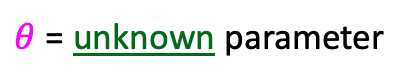 θ = unknown parameter